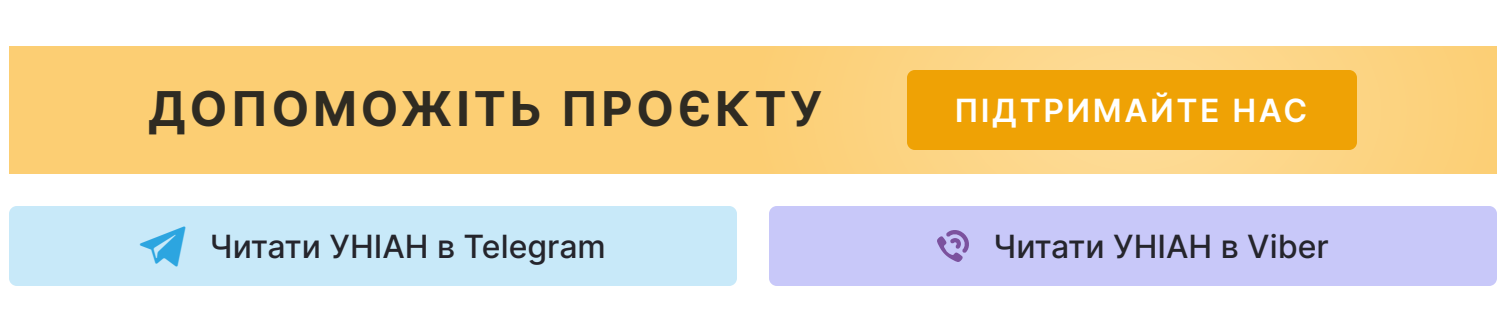 ДОПОМОЖІТЬ ПРОЄКТУ
ПІДТРИМАЙТЕ НАС
Читати УНІАН в Telegram
Читати УНІАН в Viber